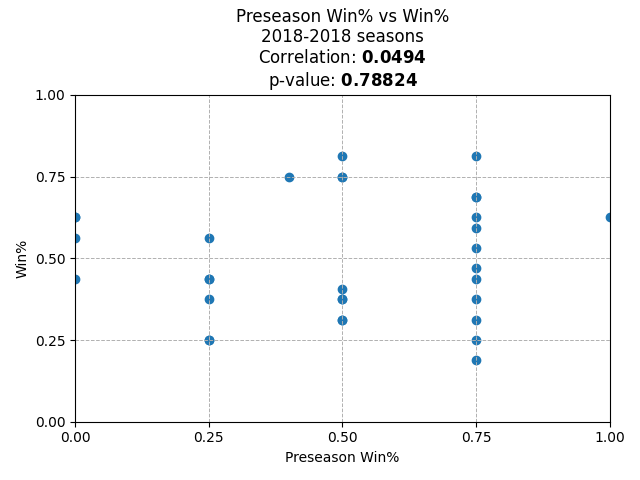 Preseason Win% vs Win%
2018-2018 seasons
Correlation: 0.0494
p-value: 0.78824
1.00
0.75
0.50
0.25
0.00
Win%
0.00 0.25 0.50 0.75 1.00
Preseason Win%